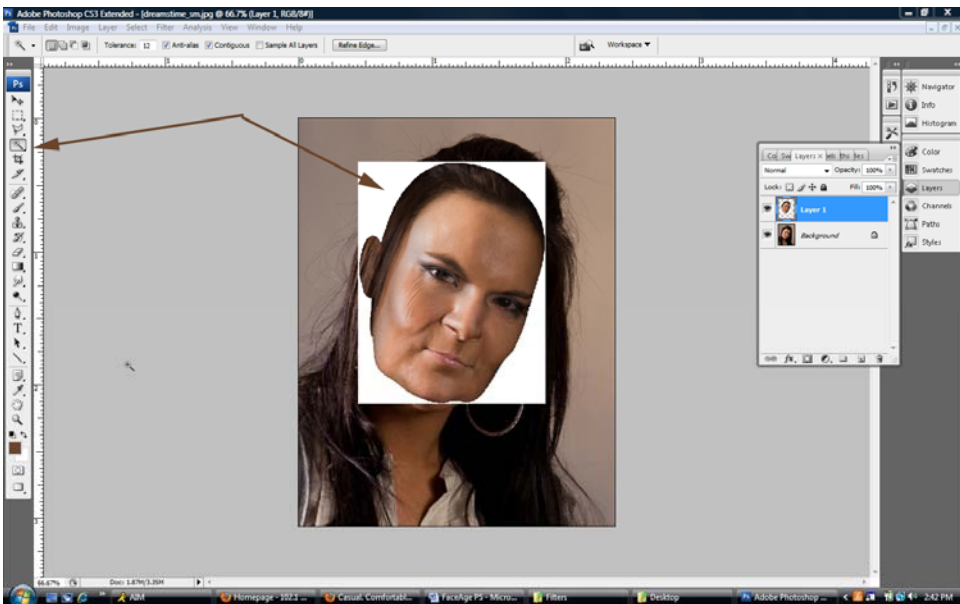 Adobe Photoshop CS3 Extended - [dreamstime_sm.jpg @ 66.7% (Layer 1, RGB/8#)]
File Edit Image Layer Select Filter Analysis View Window Help
Tolerance: 12 Anti-alias Contiguous Sample All Layers Refine Edge... Workspace
Ps
Navigator
Info
Histogram
Color
Swatches
Layers
Channels
Paths
Styles
Layers
Normal Opacity: 100%
Lock: Fill: 100%
Layer 1
Background
66.67% Doc: 1.87M/3.35M
AIM Homepage - 102.1 ... Casual. Comfortabl... FaceAge PS - Micro... Filters Desktop Adobe Photoshop ... 2:42 PM